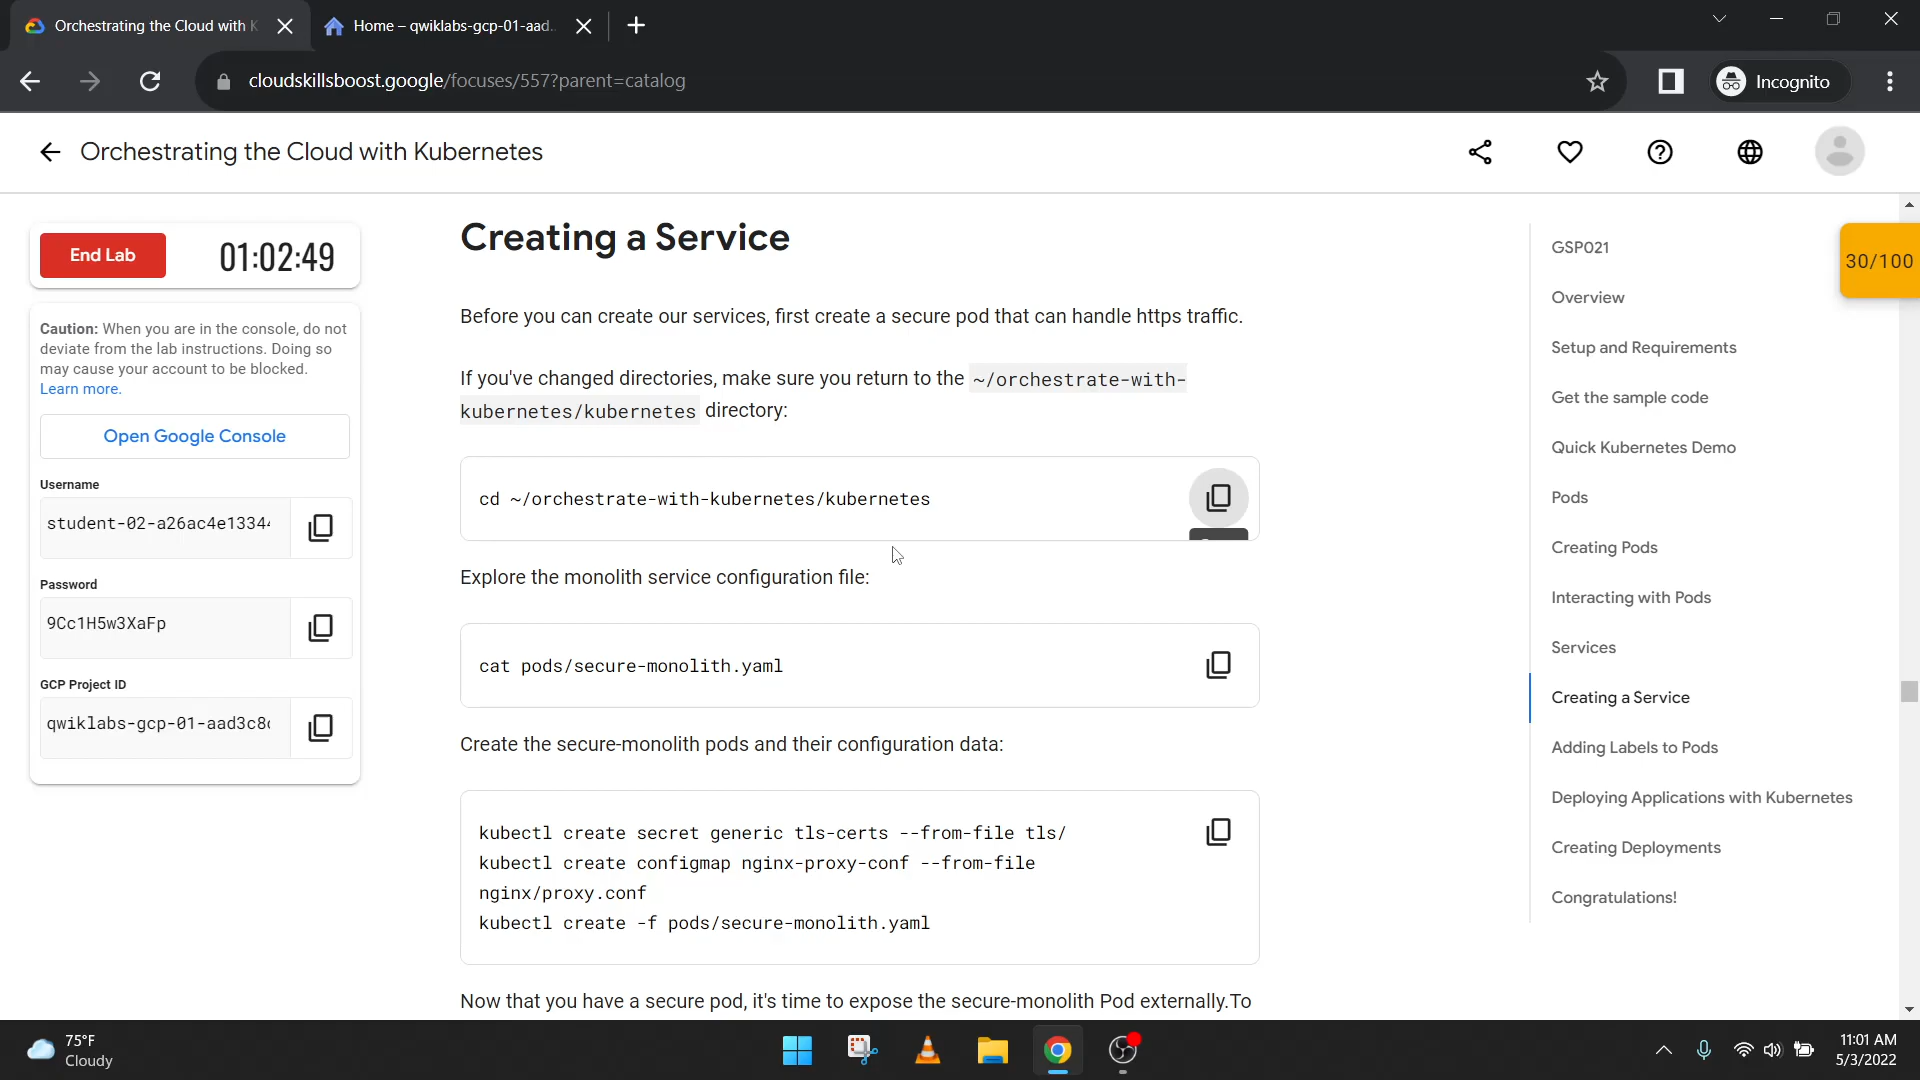 Orchestrating the Cloud with K
Home – qwiklabs-gcp-01-aad..
cloudskillsboost.google/focuses/557?parent=catalog
Incognito
Orchestrating the Cloud with Kubernetes
End Lab
01:02:49
Caution: When you are in the console, do not
deviate from the lab instructions. Doing so
may cause your account to be blocked.
Learn more.
Open Google Console
Username
student-02-a26ac4e1334
Password
9Cc1H5w3XaFp
GCP Project ID
qwiklabs-gcp-01-aad3c8
Creating a Service
Before you can create our services, first create a secure pod that can handle https traffic.
If you've changed directories, make sure you return to the ~/orchestrate-with-
kubernetes/kubernetes directory:
cd ~/orchestrate-with-kubernetes/kubernetes
Explore the monolith service configuration file:
cat pods/secure-monolith.yaml
Create the secure-monolith pods and their configuration data:
kubectl create secret generic tls-certs --from-file tls/
kubectl create configmap nginx-proxy-conf --from-file
nginx/proxy.conf
kubectl create -f pods/secure-monolith.yaml
Now that you have a secure pod, it's time to expose the secure-monolith Pod externally.To
GSP021
Overview
Setup and Requirements
Get the sample code
Quick Kubernetes Demo
Pods
Creating Pods
Interacting with Pods
Services
Creating a Service
Adding Labels to Pods
Deploying Applications with Kubernetes
Creating Deployments
Congratulations!
30/100
75°F
Cloudy
11:01 AM
5/3/2022